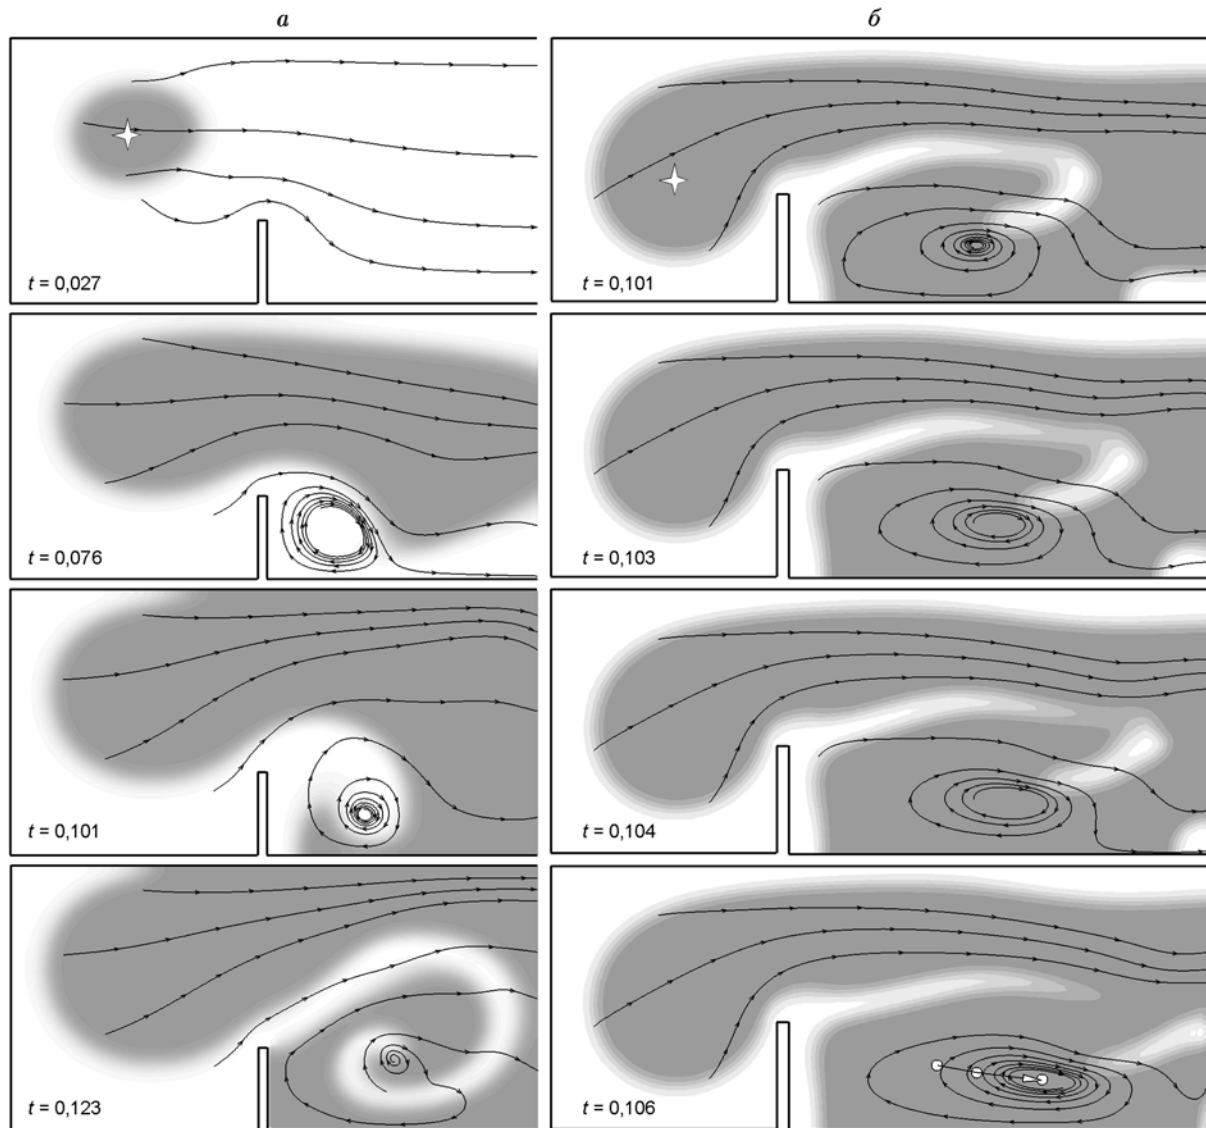 а б
t = 0,027
t = 0,101
t = 0,076
t = 0,103
t = 0,101
t = 0,104
t = 0,123
t = 0,106